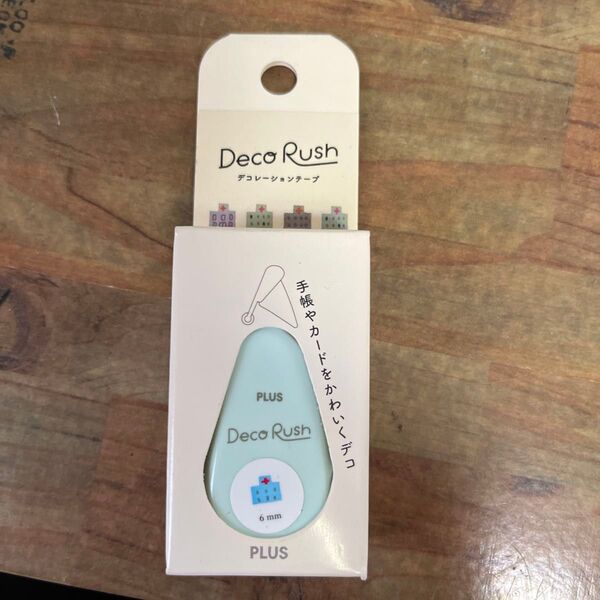 Deco Rush
デコレーションテープ
手帳やカードをかわいくデコ
PLUS
Deco Rush
6 mm
PLUS